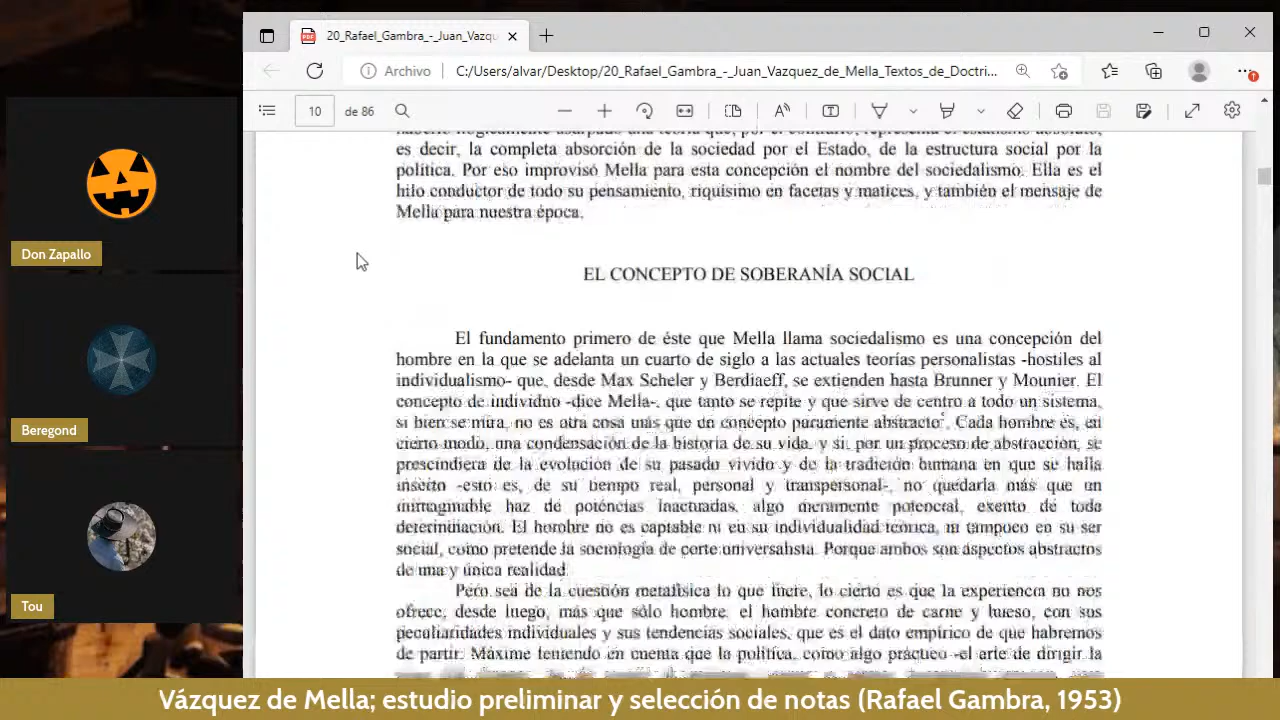 20_Rafael_Gambra_-_Juan_Vazqu
Archivo
C:/Users/alvar/Desktop/20_Rafael_Gambra_-_Juan_Vazquez_de_Mella_Textos_de_Doctri...
10 de 86
es decir, la completa absorción de la sociedad por el Estado, de la estructura social por la
política. Por eso improvisó Mella para esta concepción el nombre del sociedalismo. Ella es el
hilo conductor de todo su pensamiento, riquísimo en facetas y matices, y también el mensaje de
Mella para nuestra época.
EL CONCEPTO DE SOBERANÍA SOCIAL
El fundamento primero de éste que Mella llama sociedalismo es una concepción del
hombre en la que se adelanta un cuarto de siglo a las actuales teorías personalistas -hostiles al
individualismo- que, desde Max Scheler y Berdiaeff, se extienden hasta Brunner y Mounier. El
concepto de individuo -dice Mella-, que tanto se repite y que sirve de centro a todo un sistema,
si bien se mira, no es otra cosa más que un concepto puramente abstracto. Cada hombre es, en
cierto modo, una condensación de la historia de su vida, y si, por un proceso de abstracción, se
prescindiera de la evolución de su pasado vivido y de la tradición humana en que se halla
inserto -esto es, de su tiempo real, personal y transpersonal-, no quedaría más que un
inimaginable haz de potencias inactuadas, algo meramente potencial, exento de toda
determinación. El hombre no es captable ni en su individualidad teórica, ni tampoco en su ser
social, como pretende la sociología de corte universalista. Porque ambos son aspectos abstractos
de una y única realidad.
Pero sea de la cuestión metafísica lo que fuere, lo cierto es que la experiencia no nos
ofrece, desde luego, más que sólo hombre, el hombre concreto de carne y hueso, con sus
peculiaridades individuales y sus tendencias sociales, que es el dato empírico de que habremos
de partir. Máxime teniendo en cuenta que la política, como algo práctico -el arte de dirigir la
Don Zapallo
Beregond
Tou
Vázquez de Mella; estudio preliminar y selección de notas (Rafael Gambra, 1953)